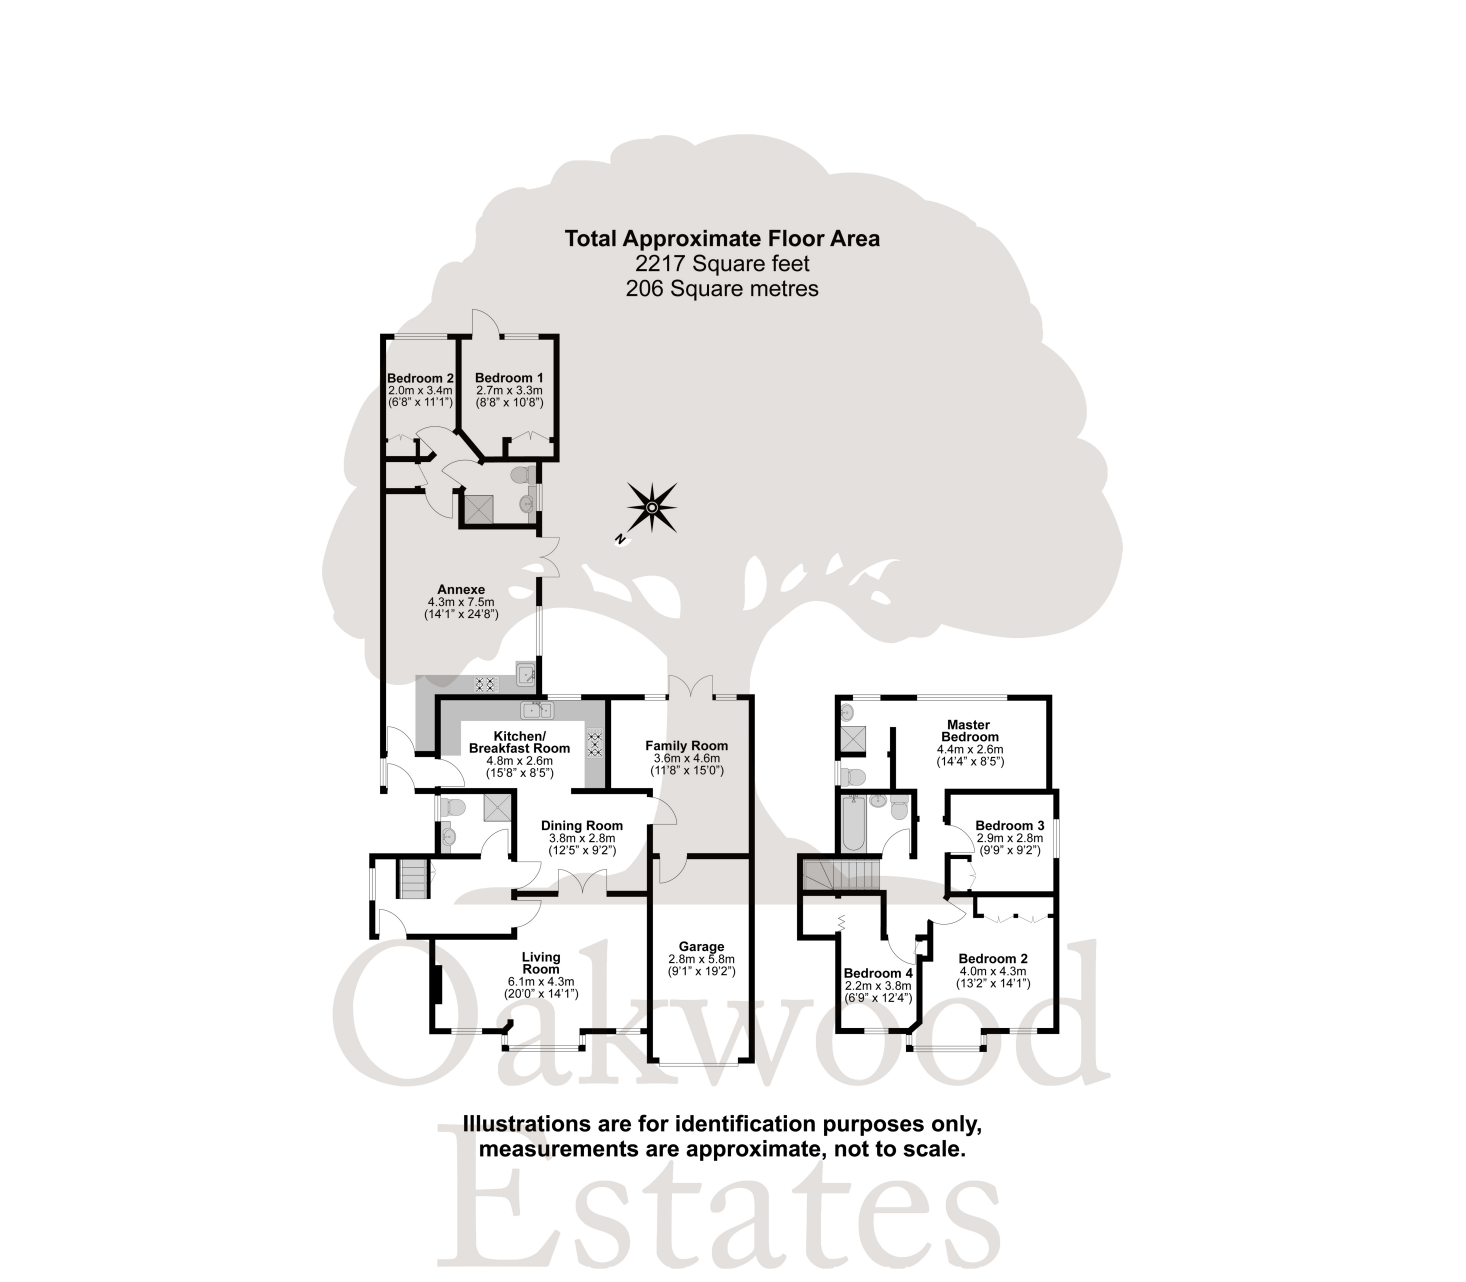 Total Approximate Floor Area
2217 Square feet
206 Square metres
Bedroom 2
2.0m x 3.4m
(6'8" x 11'1")
Bedroom 1
2.7m x 3.3m
(8'8" x 10'8")
N
Annexe
4.3m x 7.5m
(14'1" x 24'8")
Kitchen/
Breakfast Room
4.8m x 2.6m
(15'8" x 8'5")
Family Room
3.6m x 4.6m
(11'8" x 15'0")
Dining Room
3.8m x 2.8m
(12'5" x 9'2")
Living
Room
6.1m x 4.3m
(20'0" x 14'1")
Garage
2.8m x 5.8m
(9'1" x 19'2")
Master
Bedroom
4.4m x 2.6m
(14'4" x 8'5")
Bedroom 3
2.9m x 2.8m
(9'9" x 9'2")
Bedroom 2
4.0m x 4.3m
(13'2" x 14'1")
Bedroom 4
2.2m x 3.8m
(6'9" x 12'4")
Oakwood
Estates
Illustrations are for identification purposes only,
measurements are approximate, not to scale.